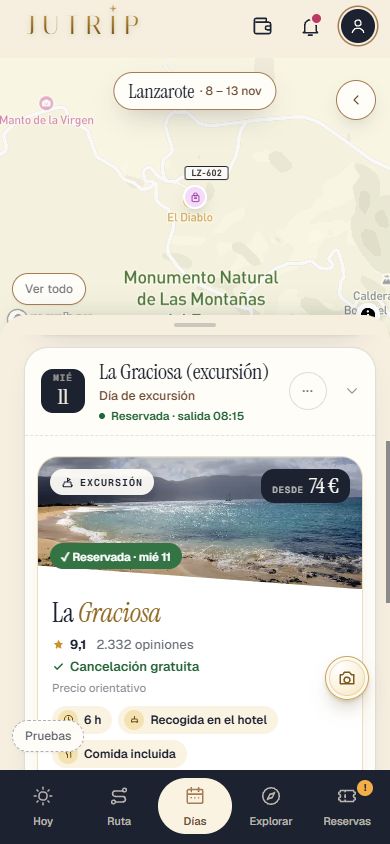 JUTRIP
Lanzarote · 8 – 13 nov
Manto de la Virgen
LZ-602
El Diablo
Ver todo
Monumento Natural
de Las Montañas
Caldera
MIÉ
11
La Graciosa (excursión)
Día de excursión
Reservada · salida 08:15
EXCURSIÓN
DESDE 74 €
✓ Reservada · mié 11
La Graciosa
★ 9,1 2.332 opiniones
✓ Cancelación gratuita
Precio orientativo
6 h
Recogida en el hotel
Pruebas
Comida incluida
Hoy
Ruta
Días
Explorar
!
Reservas